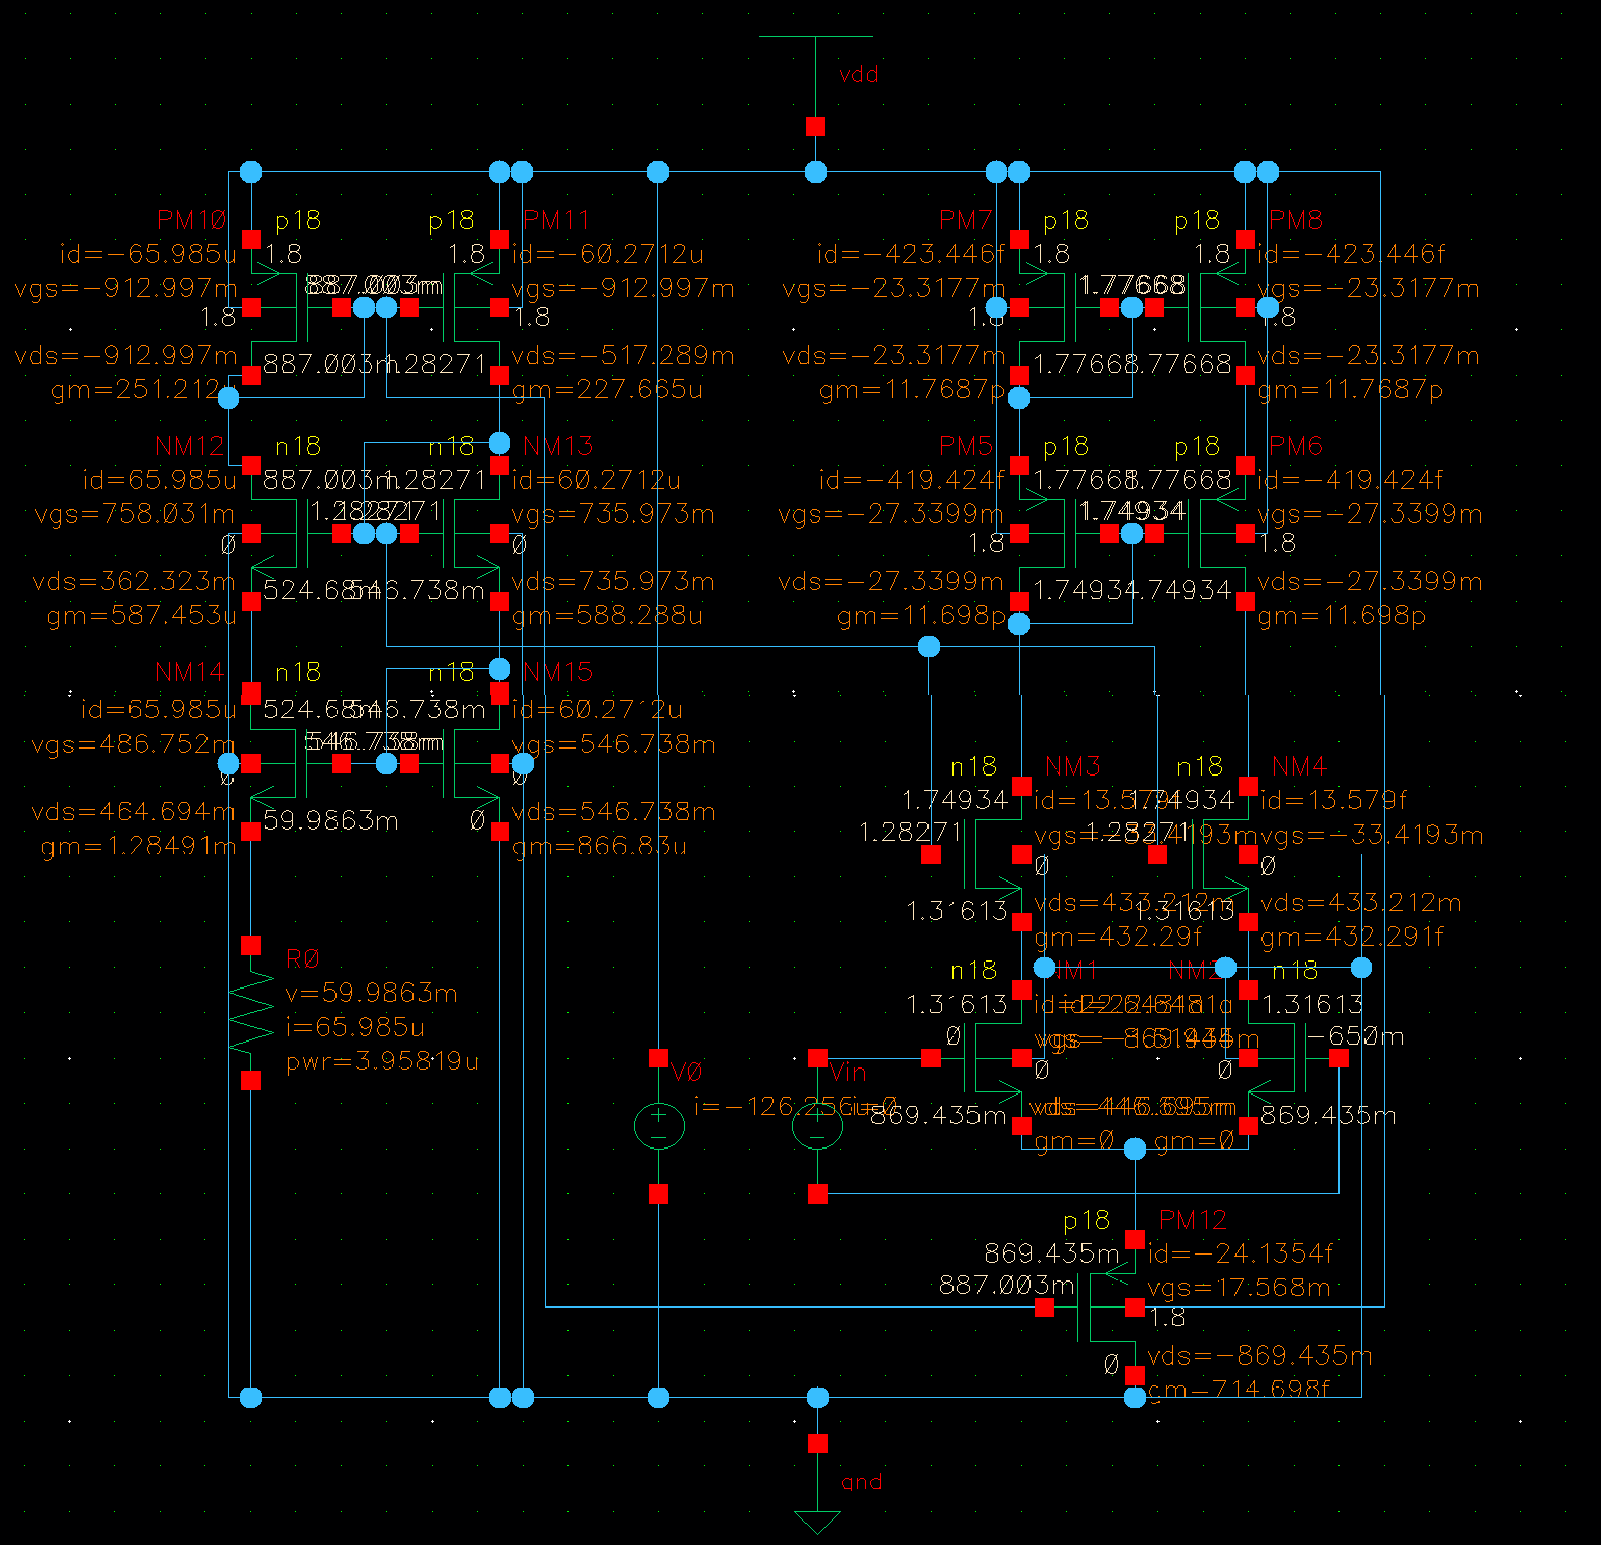 vdd
PM10 p18 p18 PM11
id=-65.985u 1.8 1.8 id=-60.2712u
vgs=-912.997m 887.003m vgs=-912.997m
1.8 1.8
vds=-912.997m 887.003m 1.28271 vds=-517.289m
gm=251.212u gm=227.665u
PM7 p18 p18 PM8
id=-423.446f 1.8 1.8 id=-423.446f
vgs=-23.3177m 1.77668 vgs=-23.3177m
1.8 1.8
vds=-23.3177m 1.77668 1.77668 vds=-23.3177m
gm=11.7687p gm=11.7687p
NM12 n18 n18 NM13
id=65.985u 887.003m 1.28271 id=60.2712u
vgs=758.031m 1.28271 vgs=735.973m
0 0
vds=362.323m 524.68m 546.738m vds=735.973m
gm=587.453u gm=588.288u
PM5 p18 p18 PM6
id=-419.424f 1.77668 1.77668 id=-419.424f
vgs=-27.3399m 1.74934 vgs=-27.3399m
1.8 1.8
vds=-27.3399m 1.74934 1.74934 vds=-27.3399m
gm=11.698p gm=11.698p
NM14 n18 n18 NM15
id=65.985u 524.68m 546.738m id=60.2712u
vgs=486.752m 546.738m vgs=546.738m
0 0
vds=464.694m 59.9863m 0 vds=546.738m
gm=1.28491m gm=866.83u
n18 NM3 n18 NM4
1.74934 id=13.579f 1.74934 id=13.579f
1.28271 vgs=-33.4193m 1.28271 vgs=-33.4193m
0 0
1.31613 vds=433.212m 1.31613 vds=433.212m
gm=432.29f gm=432.291f
R0
v=59.9863m
i=65.985u
pwr=3.95819u
n18 NM1 NM2 n18
1.31613 1.31613
0 vgs=-869.435m -650m
0 0
869.435m vds=446.695m 869.435m
gm=0 gm=0
V0
i=-126.256u
Vin
i=0
p18 PM12
869.435m id=-24.1354f
887.003m vgs=17.568m
1.8
0 vds=-869.435m
gm=714.698f
gnd